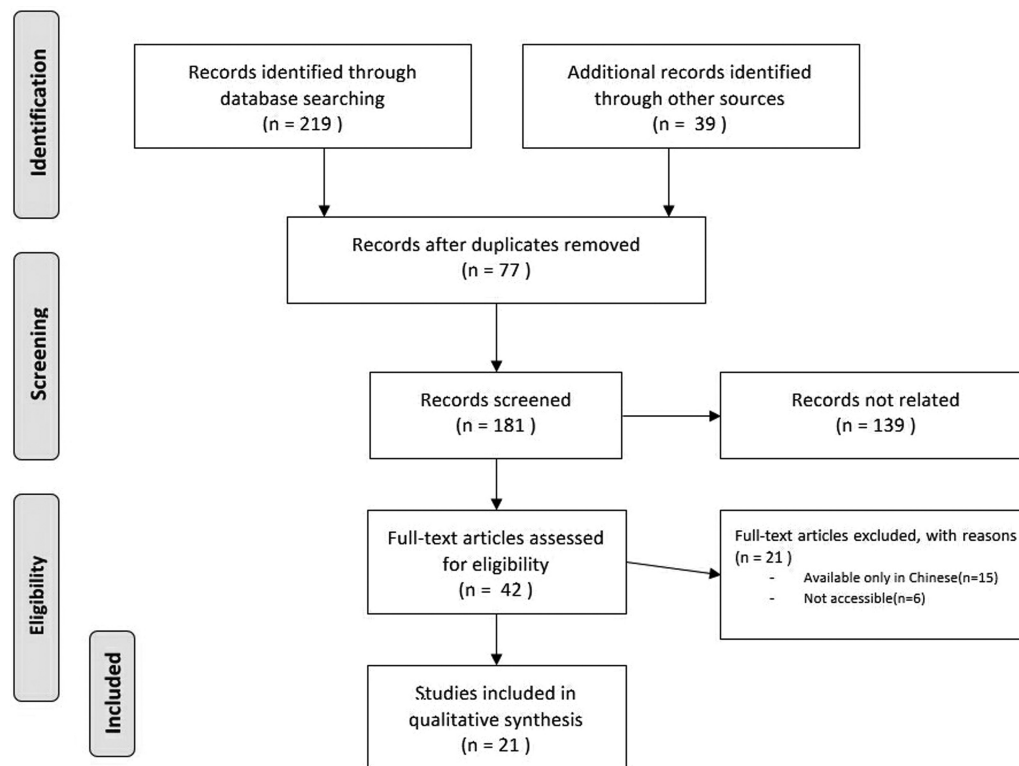 Identification
Records identified through
database searching
(n = 219 )
Additional records identified
through other sources
(n = 39 )
Records after duplicates removed
(n = 77 )
Screening
Records screened
(n = 181 )
Records not related
(n = 139 )
Eligibility
Full-text articles assessed
for eligibility
(n = 42 )
Full-text articles excluded, with reasons
(n = 21 )
- Available only in Chinese(n=15)
- Not accessible(n=6)
Included
Studies included in
qualitative synthesis
(n = 21 )